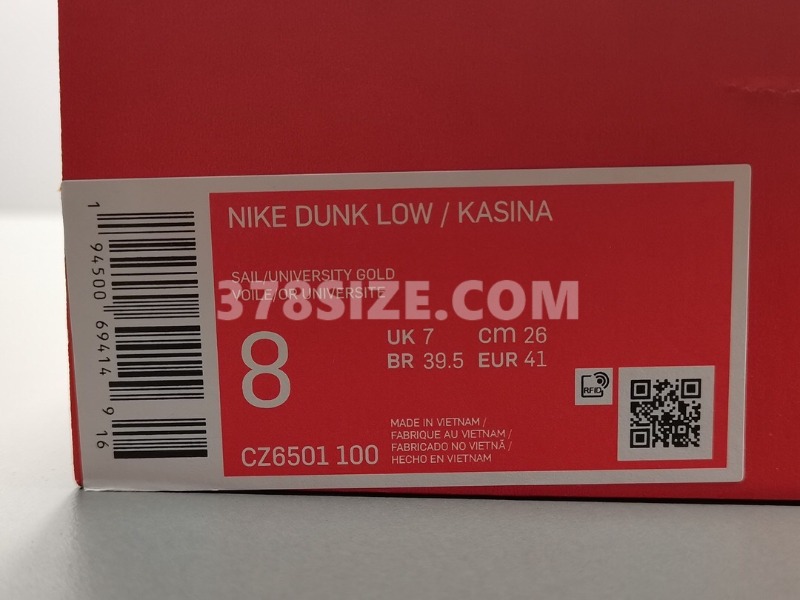 NIKE DUNK LOW / KASINA
SAIL/UNIVERSITY GOLD
VOILE/OR UNIVERSITE
378SIZE.COM
8
UK 7 cm 26
BR 39.5 EUR 41
CZ6501 100
MADE IN VIETNAM /
FABRIQUE AU VIETNAM /
FABRICADO NO VIETNÃ /
HECHO EN VIETNAM
RFID
1 94500 69414 9 16